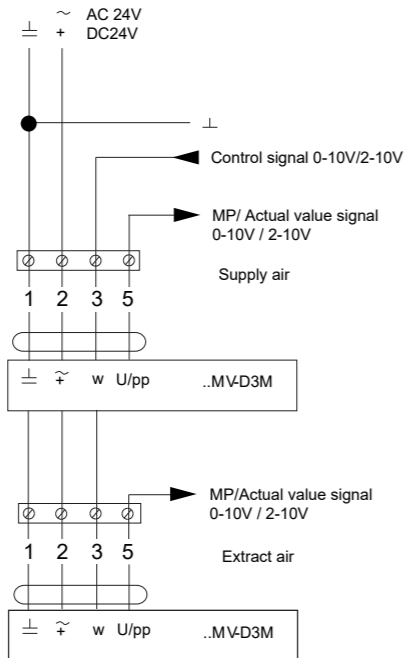 ⊥ ~ AC 24V
+ DC24V
⊥
Control signal 0-10V/2-10V
MP/ Actual value signal
0-10V / 2-10V
Supply air
1 2 3 5
⊥ ~ w U/pp ..MV-D3M
+
MP/Actual value signal
0-10V / 2-10V
1 2 3 5
Extract air
⊥ ~ w U/pp ..MV-D3M
+